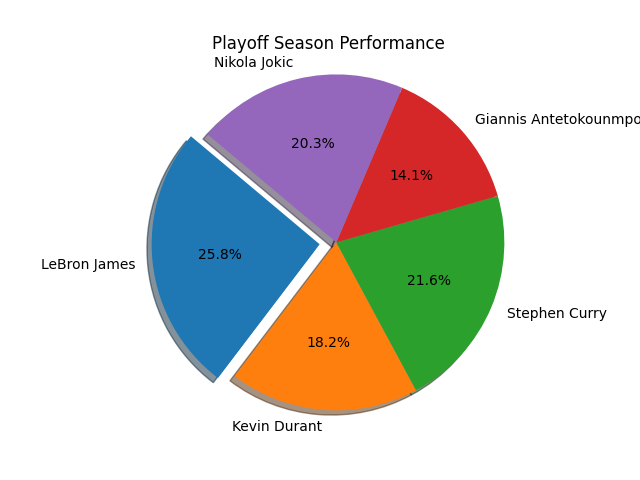 Playoff Season Performance
Nikola Jokic
Giannis Antetokounmpo
20.3%
14.1%
25.8%
LeBron James
21.6%
Stephen Curry
18.2%
Kevin Durant